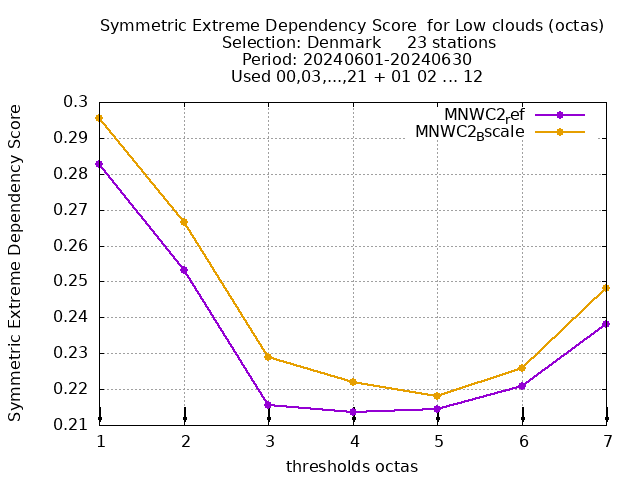 Symmetric Extreme Dependency Score  for Low clouds (octas)
Selection: Denmark     23 stations
Period: 20240601-20240630
Used 00,03,...,21 + 01 02 ... 12
MNWC2ref
MNWC2Bscale
Symmetric Extreme Dependency Score
0.3
0.29
0.28
0.27
0.26
0.25
0.24
0.23
0.22
0.21
1 2 3 4 5 6 7
thresholds octas